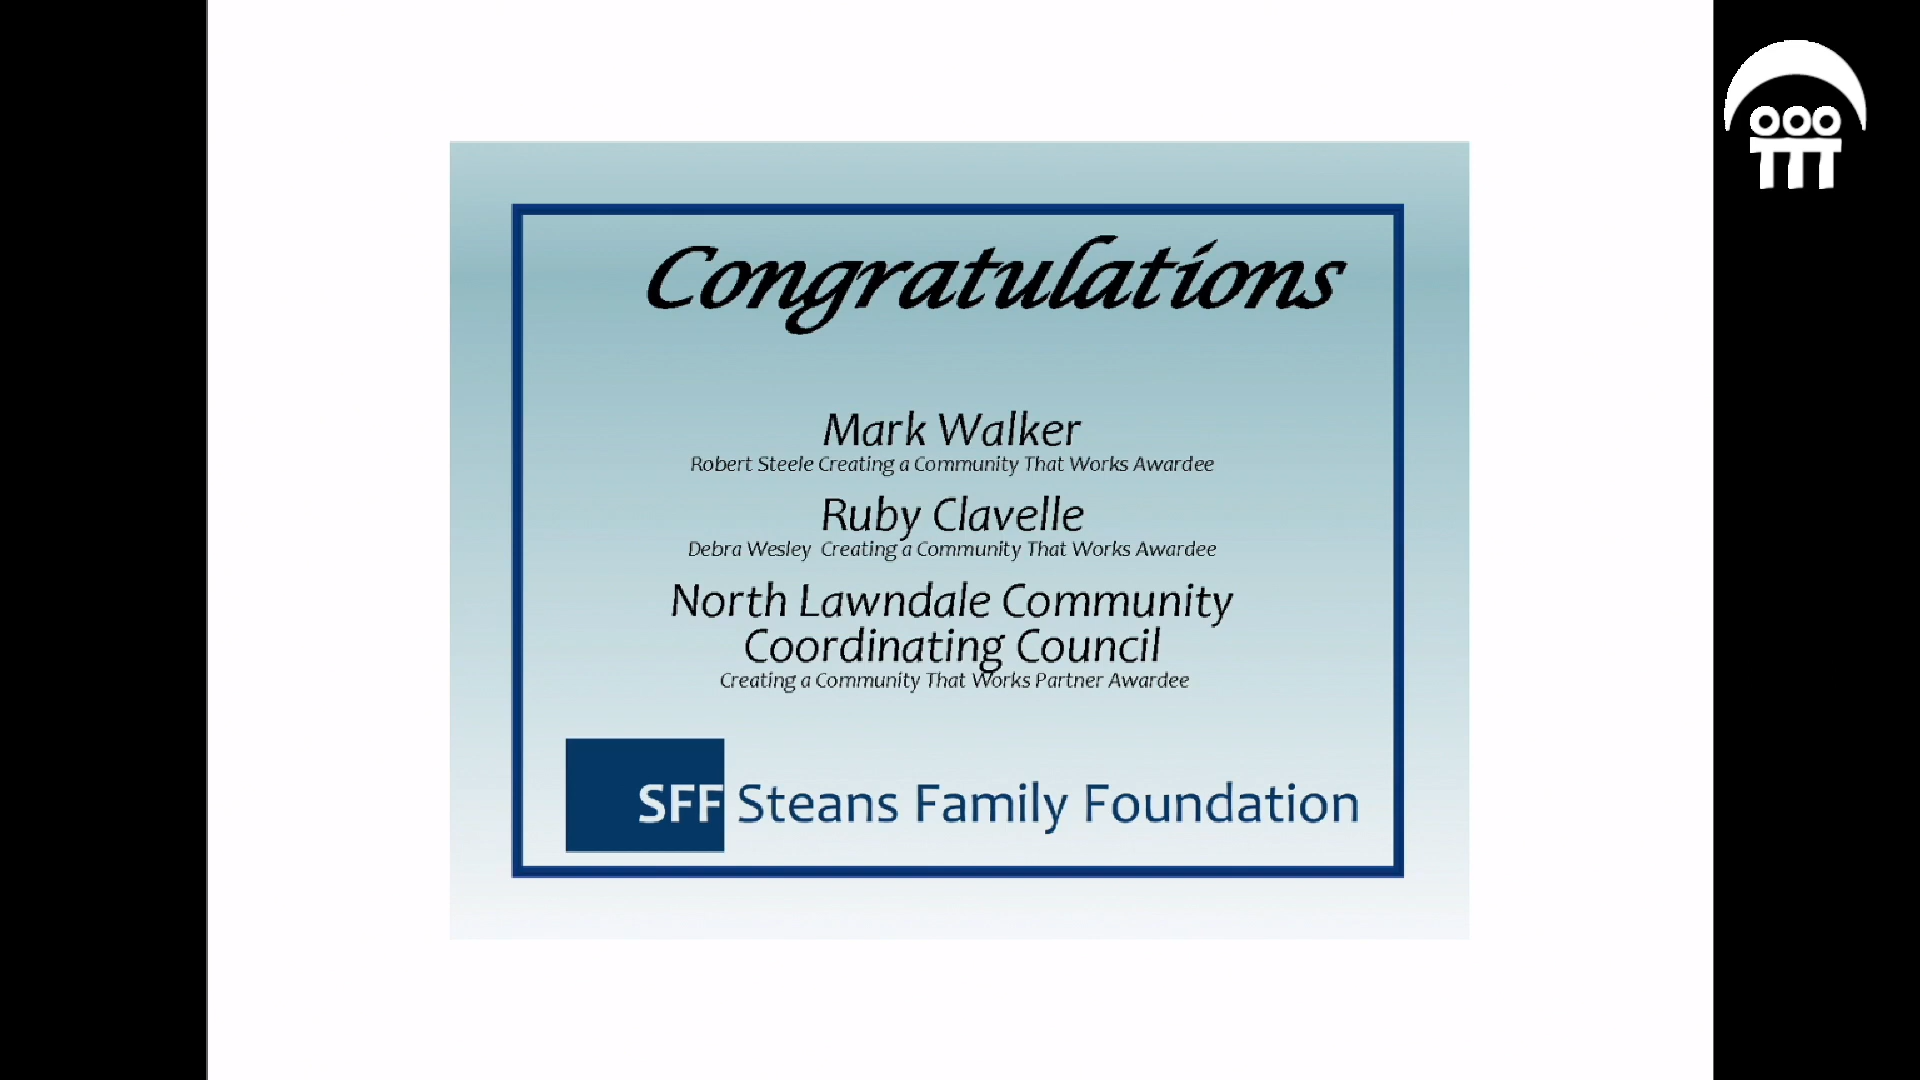 Congratulations
Mark Walker
Robert Steele Creating a Community That Works Awardee
Ruby Clavelle
Debra Wesley Creating a Community That Works Awardee
North Lawndale Community
Coordinating Council
Creating a Community That Works Partner Awardee
SFF Steans Family Foundation